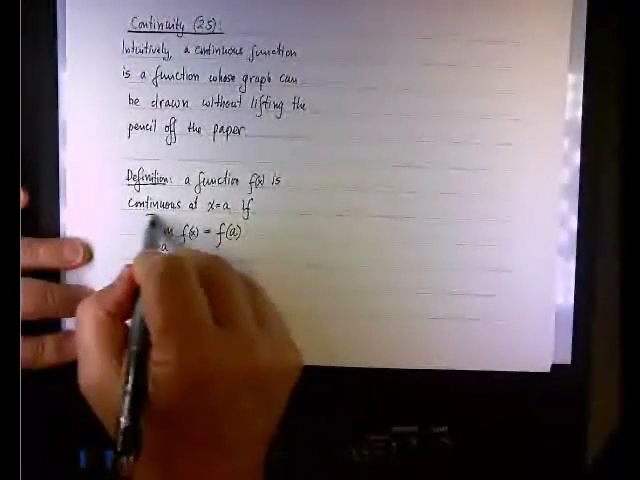 Continuity (2.5):
Intuitively, a continuous function
is a function whose graph can
be drawn without lifting the
pencil off the paper
Definition: a function f(x) is
continuous at x=a if
f(x) = f(a)
a